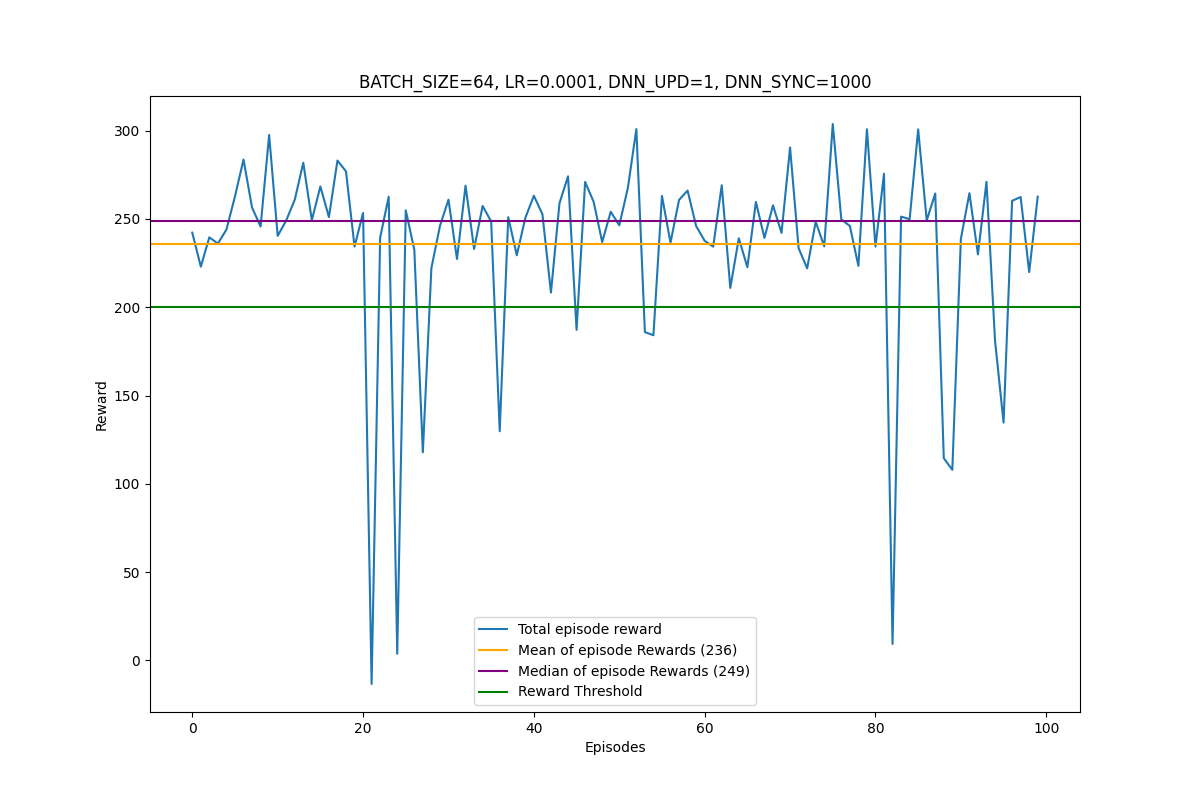 BATCH_SIZE=64, LR=0.0001, DNN_UPD=1, DNN_SYNC=1000
300
250
200
150
100
50
0
Reward
Total episode reward
Mean of episode Rewards (236)
Median of episode Rewards (249)
Reward Threshold
0 20 40 60 80 100
Episodes